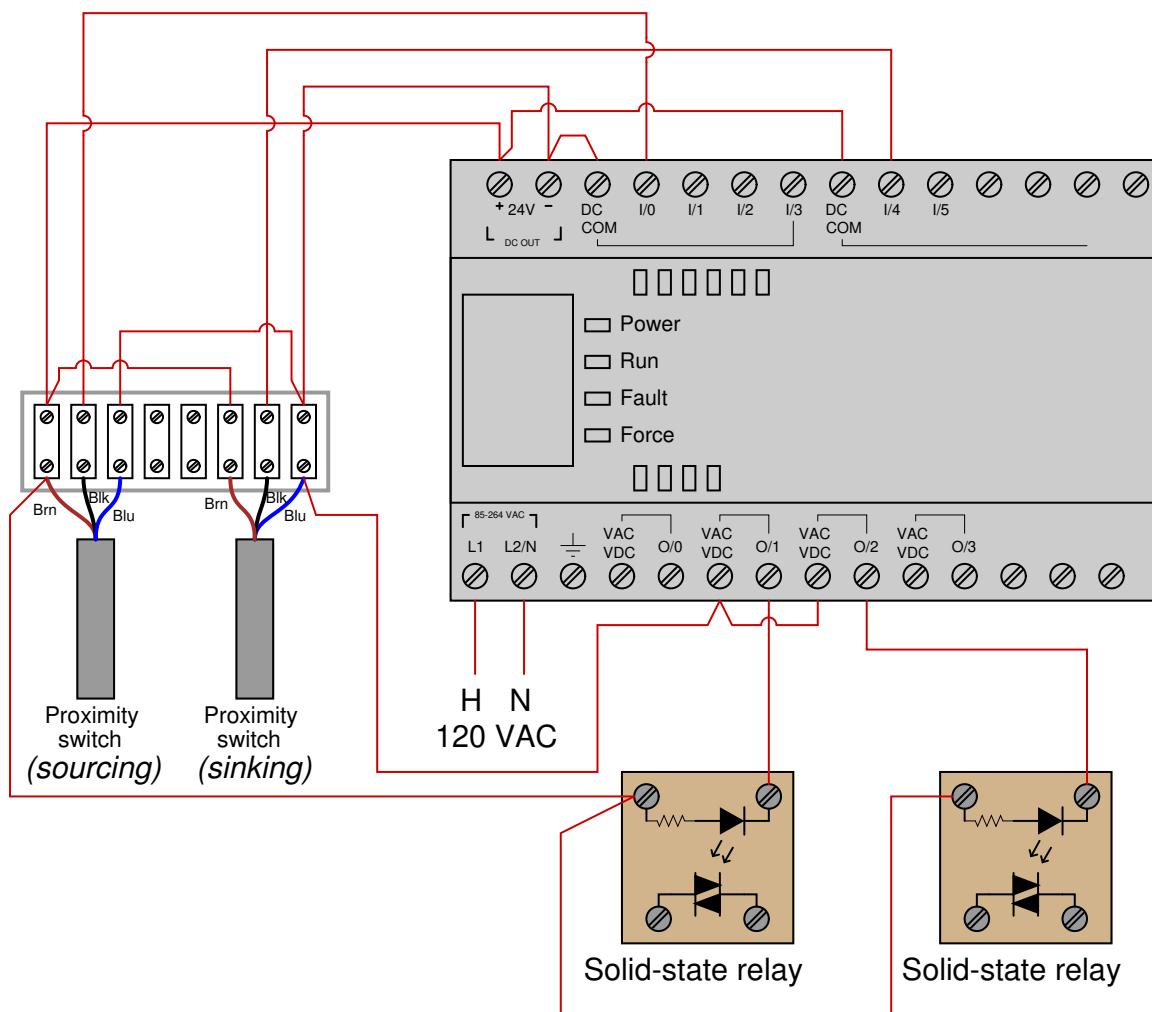 + 24V –
DC OUT
DC
COM
I/0
I/1
I/2
I/3
DC
COM
I/4
I/5
Power
Run
Fault
Force
Brn
Blk
Blu
Brn
Blk
Blu
85-264 VAC
L1
L2/N
VAC
VDC
O/0
VAC
VDC
O/1
VAC
VDC
O/2
VAC
VDC
O/3
H N
120 VAC
Proximity
switch
(sourcing)
Proximity
switch
(sinking)
Solid-state relay
Solid-state relay